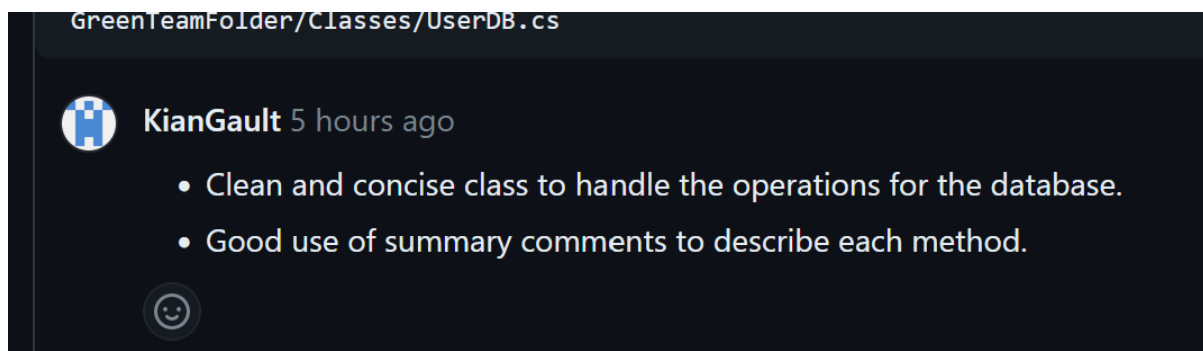 GreenTeamFolder/Classes/UserDB.cs
KianGault 5 hours ago
Clean and concise class to handle the operations for the database.
Good use of summary comments to describe each method.